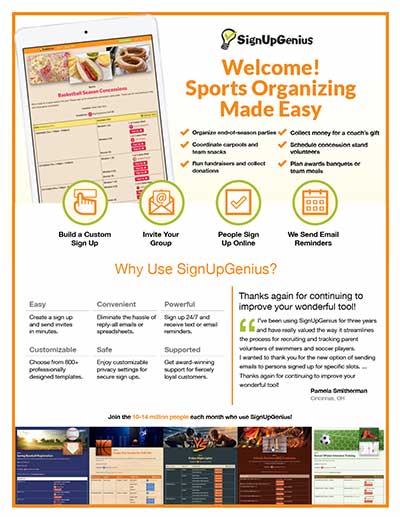 SignUpGenius
Welcome!
Sports Organizing
Made Easy
Sports
Basketball Season Concessions
Organize end-of-season parties
Coordinate carpools and
team snacks
Run fundraisers and collect
donations
Collect money for a coach's gift
Schedule concession stand
volunteers
Plan awards banquets or
team meals
Build a Custom
Sign Up
Invite Your
Group
People Sign
Up Online
We Send Email
Reminders
Why Use SignUpGenius?
Easy
Create a sign up
and send invites
in minutes.
Convenient
Eliminate the hassle of
reply-all emails or
spreadsheets.
Powerful
Sign up 24/7 and
receive text or email
reminders.
Customizable
Choose from 800+
professionally
designed templates.
Safe
Enjoy customizable
privacy settings for
secure sign ups.
Supported
Get award-winning
support for fiercely
loyal customers.
Thanks again for continuing to
improve your wonderful tool!
I've been using SignUpGenius for three years
and have really valued the way it streamlines
the process for recruiting and tracking parent
volunteers of swimmers and soccer players.
I wanted to thank you for the new option of sending
emails to persons signed up for specific slots. ...
Thanks again for continuing to improve your
wonderful tool!
Pamela Smitherman
Cincinnati, OH
Join the 10-14 million people each month who use SignUpGenius!
Spring Baseball Registration
Friday Night Lights